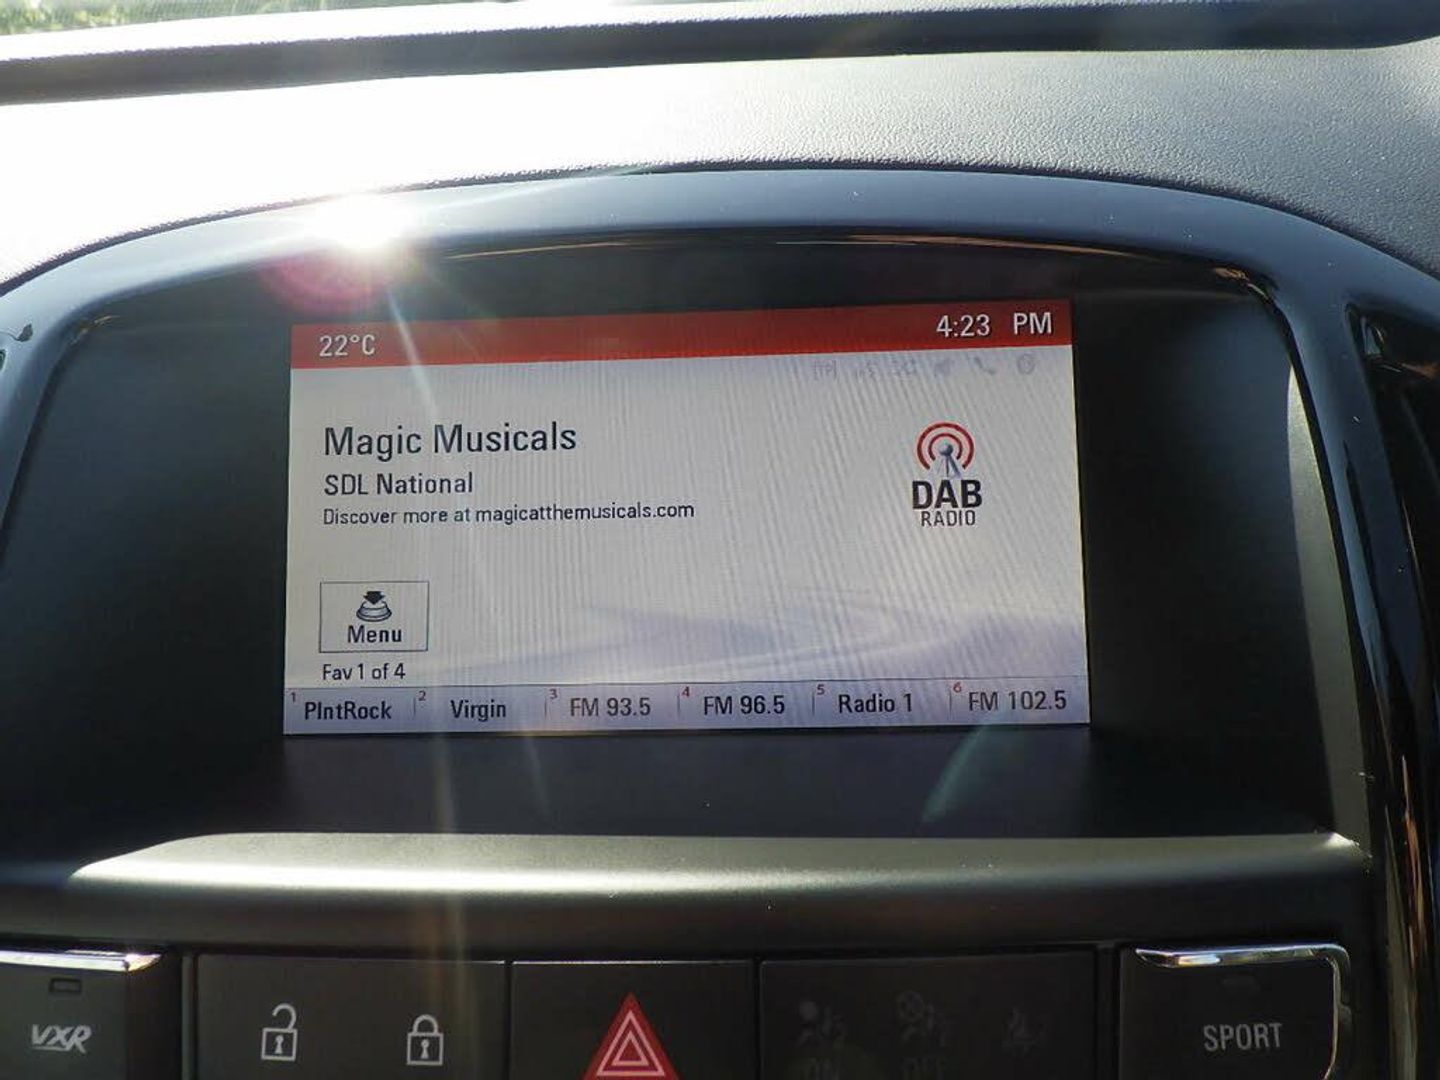 22°C 4:23 PM
Magic Musicals
SDL National
Discover more at magicatthemusicals.com
DAB
RADIO
Menu
Fav 1 of 4
1 PlntRock 2 Virgin 3 FM 93.5 4 FM 96.5 5 Radio 1 6 FM 102.5
VXR SPORT
OFF